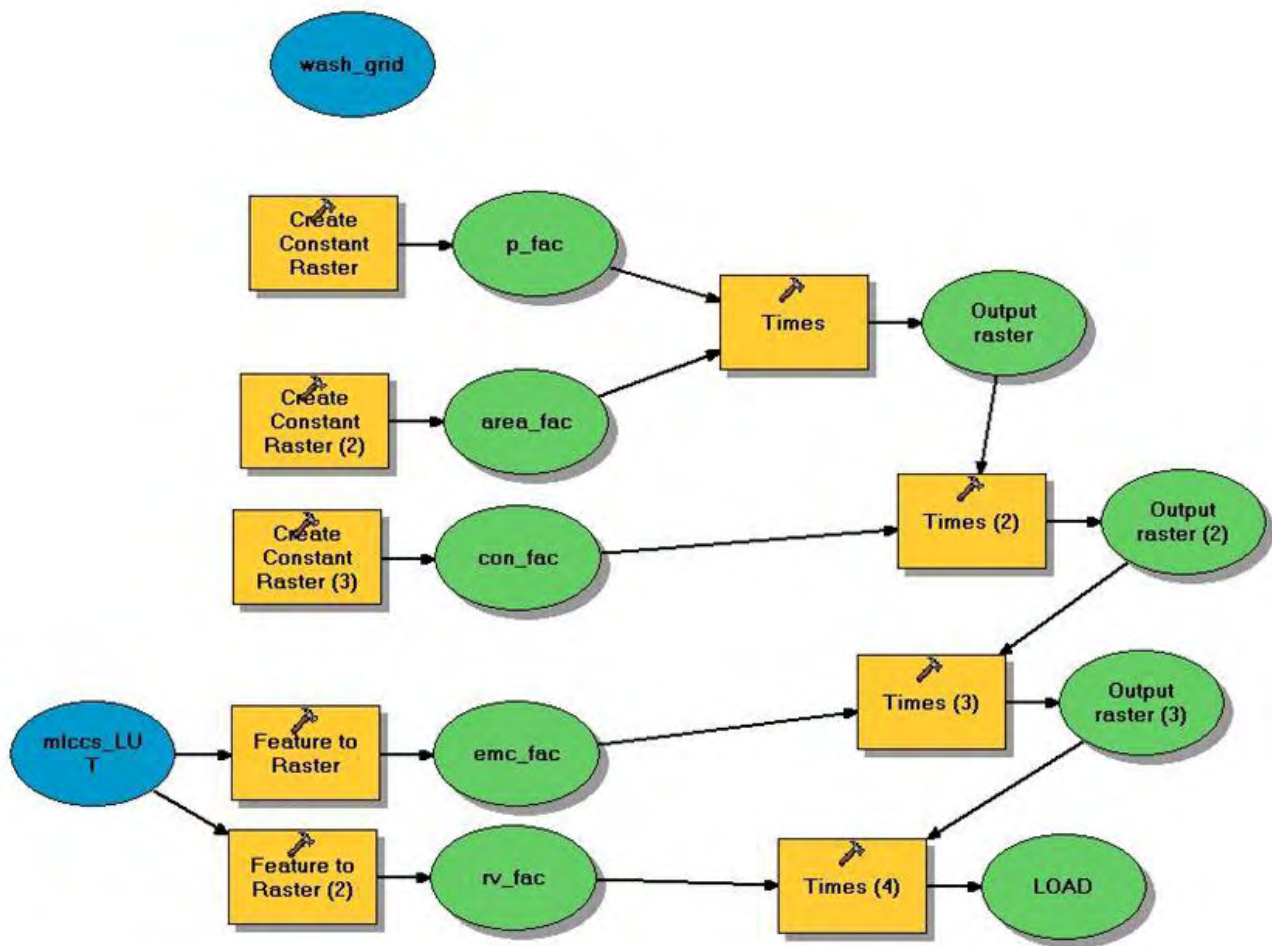 wash_grid
Create
Constant
Raster
p_fac
Times
Output
raster
Create
Constant
Raster (2)
area_fac
Create
Constant
Raster (3)
con_fac
Times (2)
Output
raster (2)
mlccs_LU
T
Feature to
Raster
emc_fac
Times (3)
Output
raster (3)
Feature to
Raster (2)
rv_fac
Times (4)
LOAD